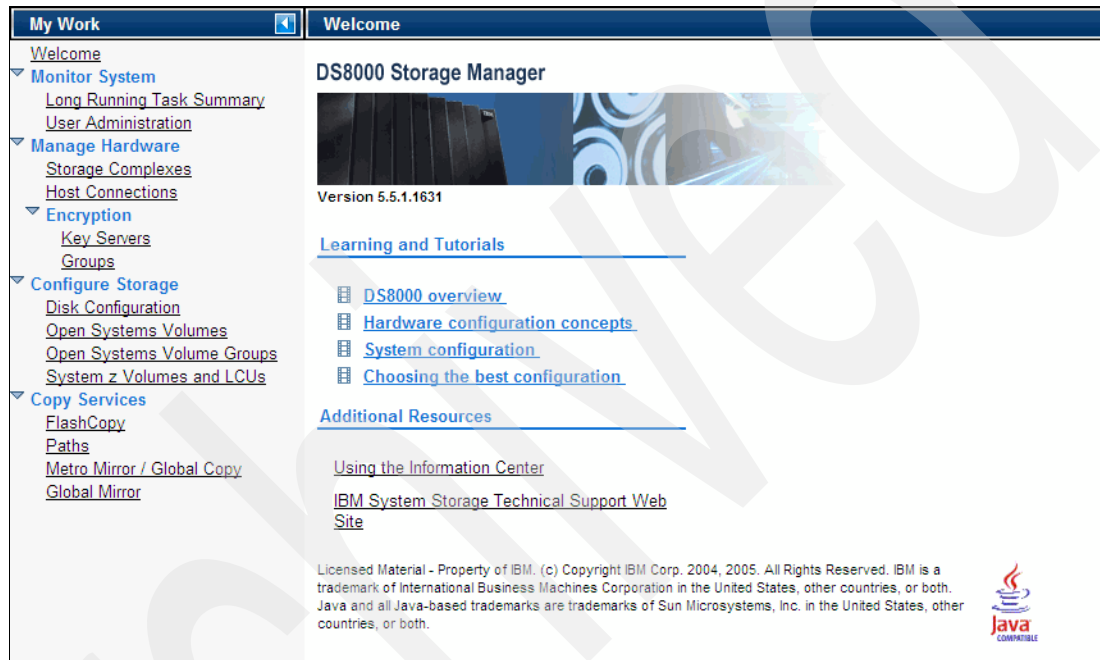 My Work
Welcome
Monitor System
Long Running Task Summary
User Administration
Manage Hardware
Storage Complexes
Host Connections
Encryption
Key Servers
Groups
Configure Storage
Disk Configuration
Open Systems Volumes
Open Systems Volume Groups
System z Volumes and LCUs
Copy Services
FlashCopy
Paths
Metro Mirror / Global Copy
Global Mirror
Welcome
DS8000 Storage Manager
Version 5.5.1.1631
Learning and Tutorials
DS8000 overview
Hardware configuration concepts
System configuration
Choosing the best configuration
Additional Resources
Using the Information Center
IBM System Storage Technical Support Web
Site
Licensed Material - Property of IBM. (c) Copyright IBM Corp. 2004, 2005. All Rights Reserved. IBM is a
trademark of International Business Machines Corporation in the United States, other countries, or both.
Java and all Java-based trademarks are trademarks of Sun Microsystems, Inc. in the United States, other
countries, or both.
Java
COMPATIBLE